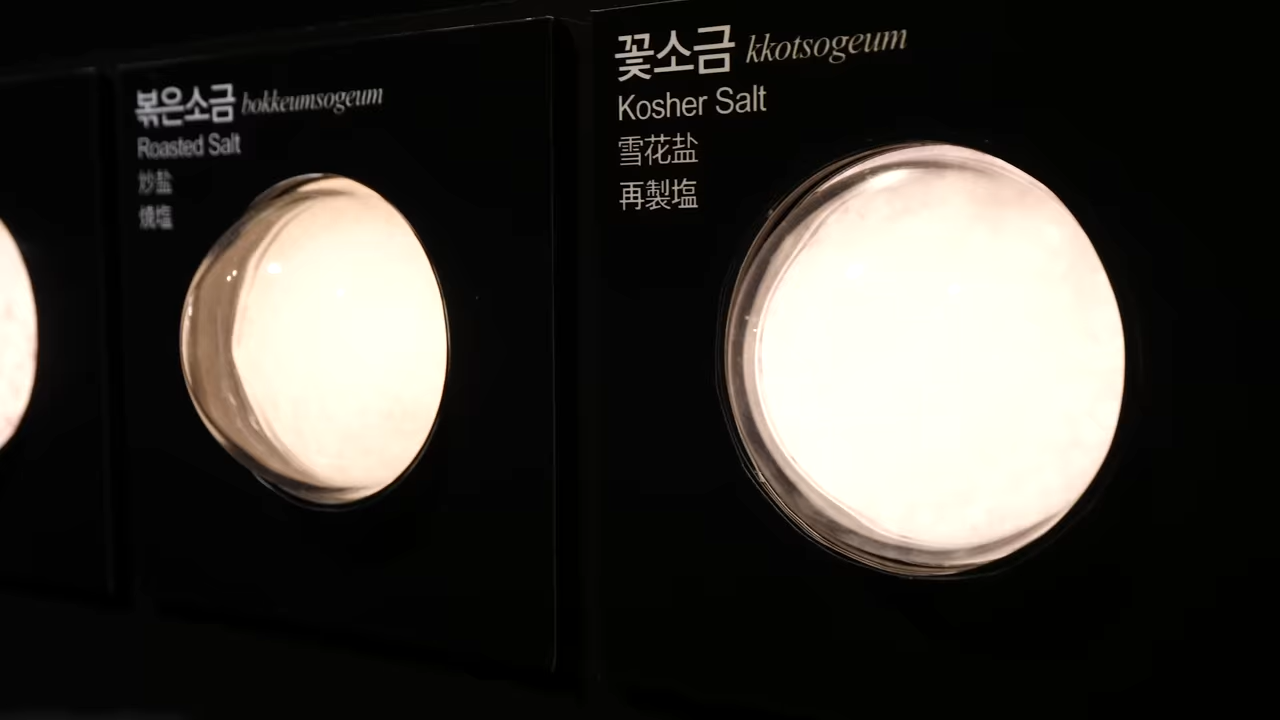 볶은소금 bokkeumsogeum
Roasted Salt
炒盐
燒塩
꽃소금 kkotsogeum
Kosher Salt
雪花盐
再製塩